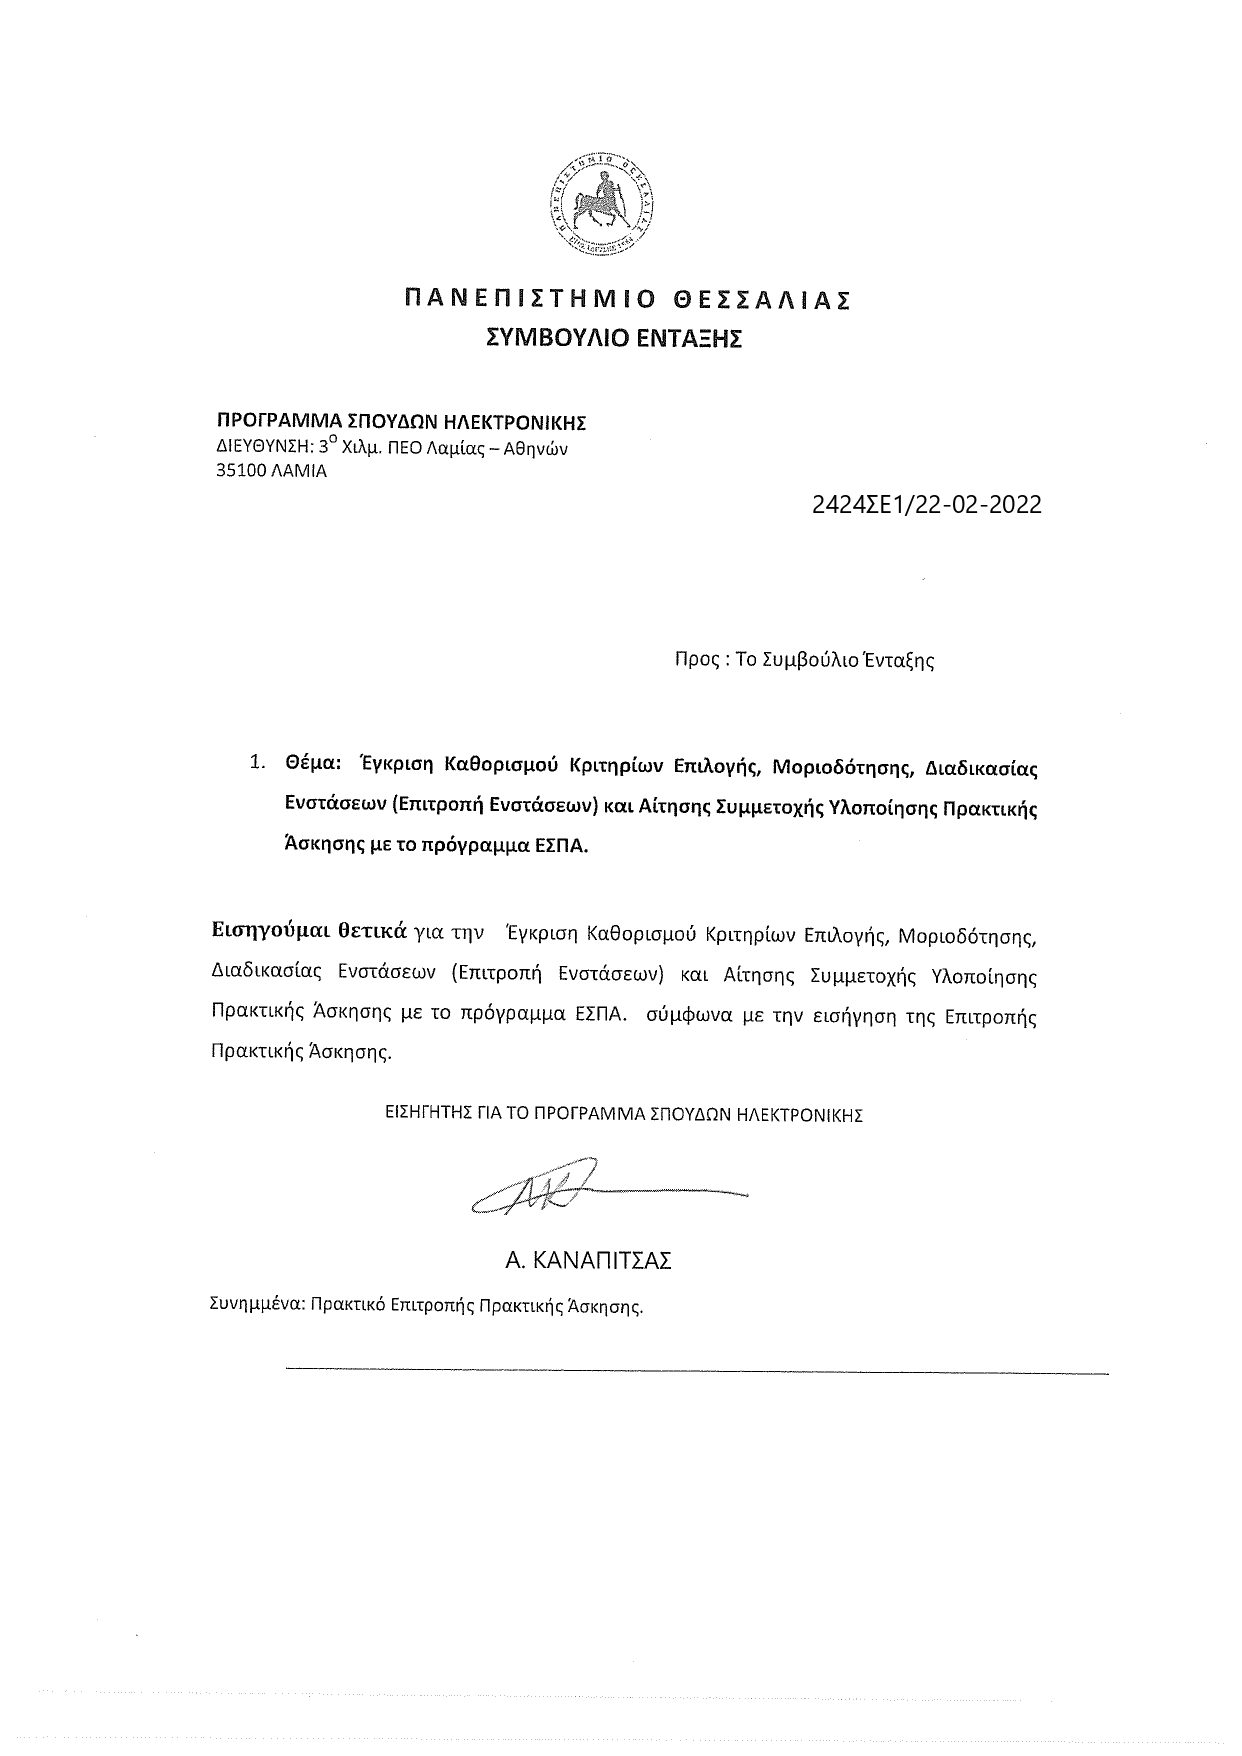 ΠΑΝΕΠΙΣΤΗΜΙΟ ΘΕΣΣΑΛΙΑΣ
ΠΑΝΕΠΙΣΤΗΜΙΟ ΘΕΣΣΑΛΙΑΣ
ΣΥΜΒΟΥΛΙΟ ΕΝΤΑΞΗΣ
ΠΡΟΓΡΑΜΜΑ ΣΠΟΥΔΩΝ ΗΛΕΚΤΡΟΝΙΚΗΣ
ΔΙΕΥΘΥΝΣΗ: 3Ο Χιλμ. ΠΕΟ Λαμίας – Αθηνών
35100 ΛΑΜΙΑ
2424ΣΕ1/22-02-2022
Προς : Το Συμβούλιο Ένταξης
1. Θέμα: Έγκριση Καθορισμού Κριτηρίων Επιλογής, Μοριοδότησης, Διαδικασίας
Ενστάσεων (Επιτροπή Ενστάσεων) και Αίτησης Συμμετοχής Υλοποίησης Πρακτικής
Άσκησης με το πρόγραμμα ΕΣΠΑ.
Εισηγούμαι θετικά για την Έγκριση Καθορισμού Κριτηρίων Επιλογής, Μοριοδότησης,
Διαδικασίας Ενστάσεων (Επιτροπή Ενστάσεων) και Αίτησης Συμμετοχής Υλοποίησης
Πρακτικής Άσκησης με το πρόγραμμα ΕΣΠΑ. σύμφωνα με την εισήγηση της Επιτροπής
Πρακτικής Άσκησης.
ΕΙΣΗΓΗΤΗΣ ΓΙΑ ΤΟ ΠΡΟΓΡΑΜΜΑ ΣΠΟΥΔΩΝ ΗΛΕΚΤΡΟΝΙΚΗΣ
Α. ΚΑΝΑΠΙΤΣΑΣ
Συνημμένα: Πρακτικό Επιτροπής Πρακτικής Άσκησης.